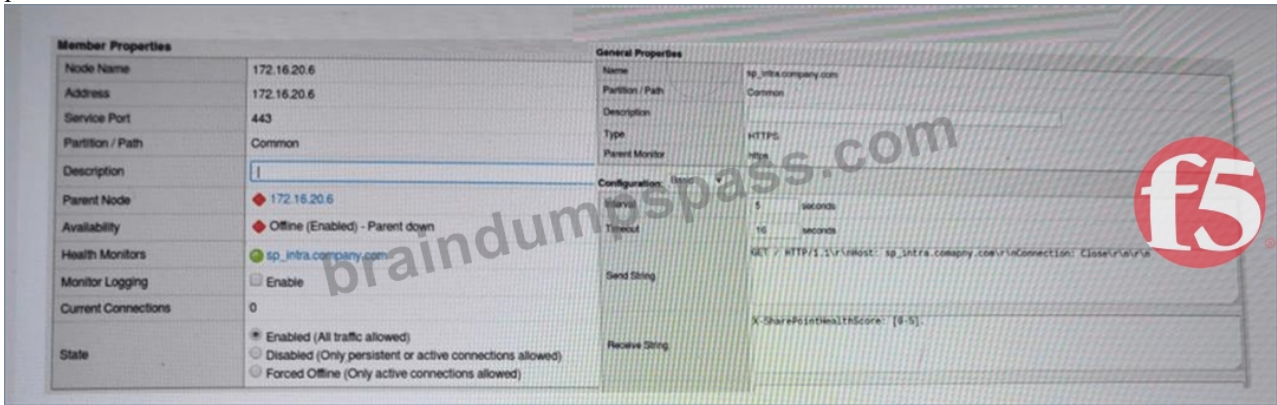 Member Properties
Node Name 172.16.20.6
Address 172.16.20.6
Service Port 443
Partition / Path Common
Description
Parent Node 172.16.20.6
Availability Offline (Enabled) - Parent down
Health Monitors sp_intra.company.com
Monitor Logging Enable
Current Connections 0
State
Enabled (All traffic allowed)
Disabled (Only persistent or active connections allowed)
Forced Offline (Only active connections allowed)
General Properties
Name sp_intra.company.com
Partition / Path Common
Description
Type HTTPS
Parent Monitor https
Configuration: Basic
Interval 5 seconds
Timeout 16 seconds
Send String
GET / HTTP/1.1\r\nHost: sp_intra.comapny.com\r\nConnection: Close\r\n\r\n
Receive String
X-SharePointHealthScore: [0-5].
braindumpspass.com
f5